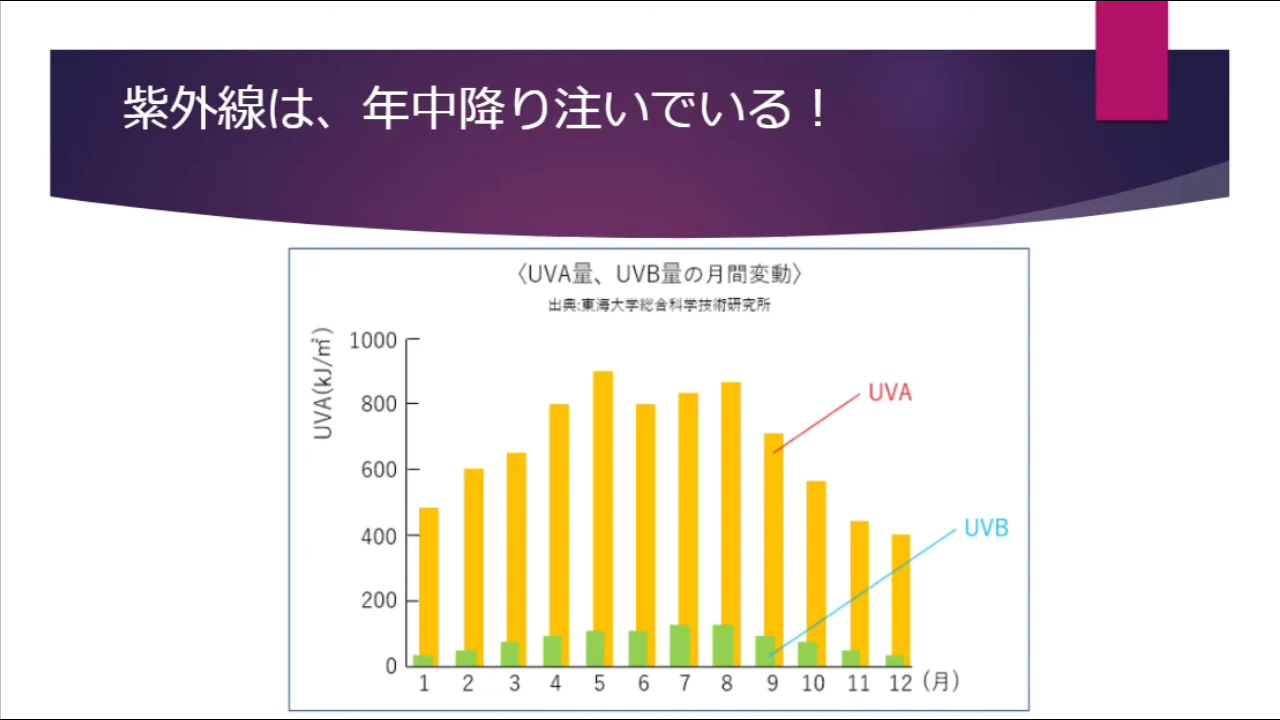 紫外線は、年中降り注いでいる！
〈UVA量、UVB量の月間変動〉
出典:東海大学総合科学技術研究所
UVA(kJ/㎡)
1000
800
600
400
200
0
UVA
UVB
1 2 3 4 5 6 7 8 9 10 11 12 (月)